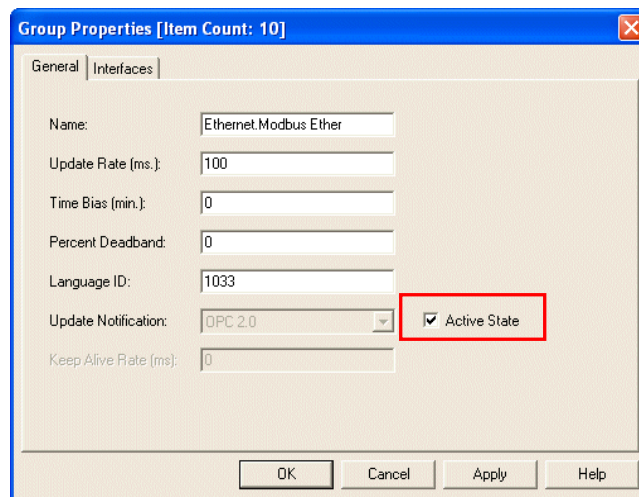 Group Properties [Item Count: 10]
General
Interfaces
Name:
Ethernet.Modbus Ether
Update Rate (ms.):
100
Time Bias (min.):
0
Percent Deadband:
0
Language ID:
1033
Update Notification:
OPC 2.0
Active State
Keep Alive Rate (ms):
0
OK
Cancel
Apply
Help